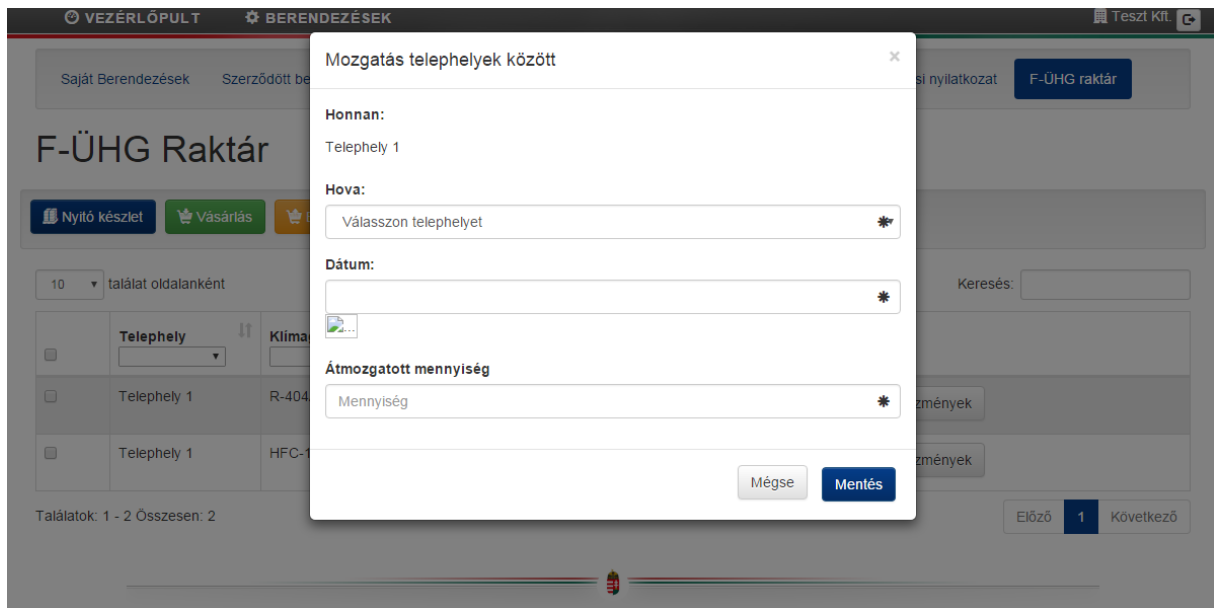 VEZÉRLŐPULT BERENDEZÉSEK Teszt Kft.
Mozgatás telephelyek között ×
Saját Berendezések Szerződött be si nyilatkozat F-ÜHG raktár
Honnan:
Telephely 1
F-ÜHG Raktár
Hova:
Nyitó készlet Vásárlás
Válasszon telephelyet
Dátum:
10 találat oldalanként Keresés:
Telephely Klíma
Átmozgatott mennyiség
Telephely 1 R-404 zmények
Mennyiség
Telephely 1 HFC-1 zmények
Mégse Mentés
Találatok: 1 - 2 Összesen: 2 Előző 1 Következő